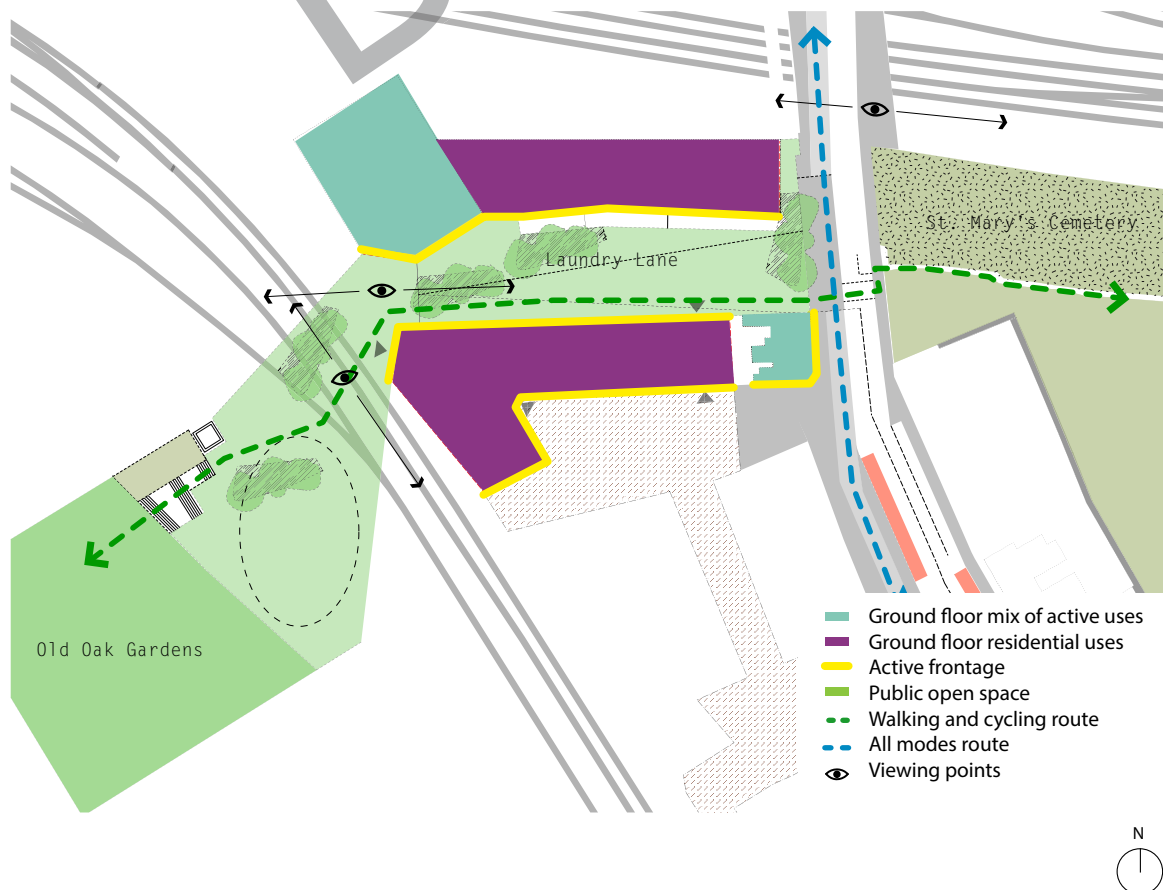 St. Mary's Cemetery
Laundry Lane
Old Oak Gardens
Ground floor mix of active uses
Ground floor residential uses
Active frontage
Public open space
Walking and cycling route
All modes route
Viewing points
N